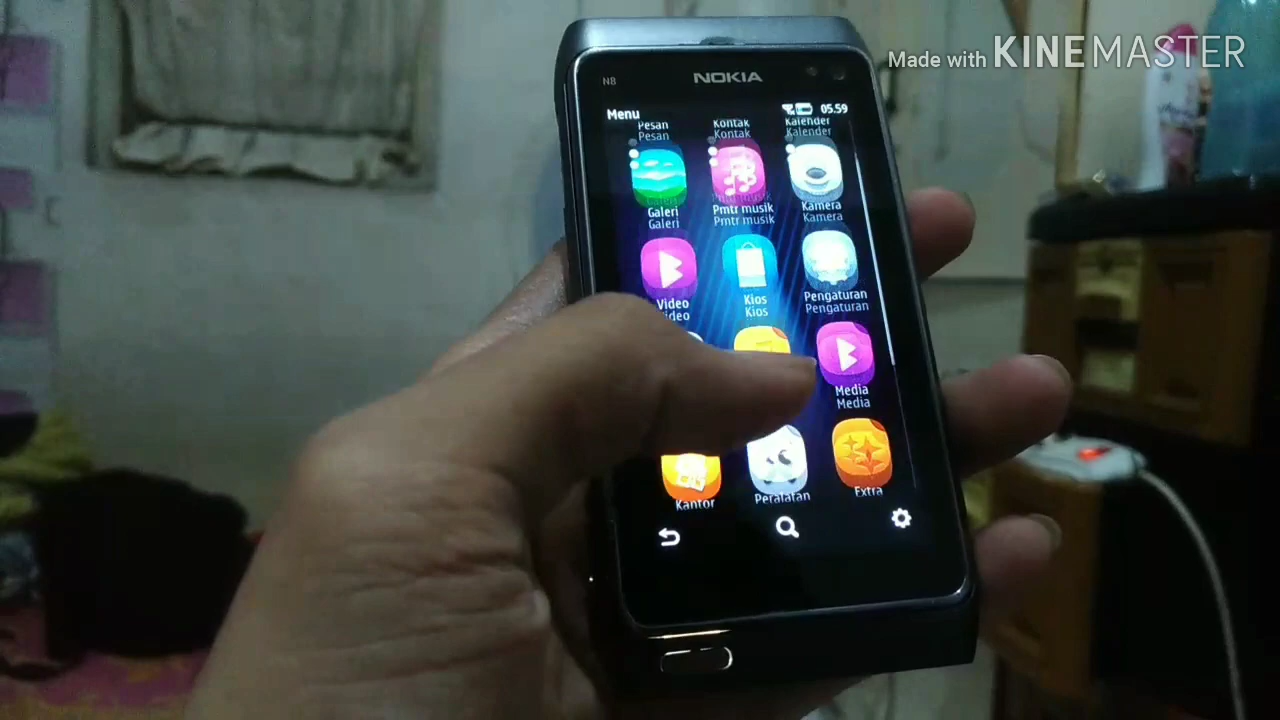 Made with KINEMASTER
N8
NOKIA
Menu
05.59
Pesan
Pesan
Kontak
Kontak
Kalender
Kalender
Galeri
Galeri
Pmtr musik
Pmtr musik
Kamera
Kamera
Video
Kios
Kios
Pengaturan
Pengaturan
Media
Media
Kantor
Peralatan
Extra